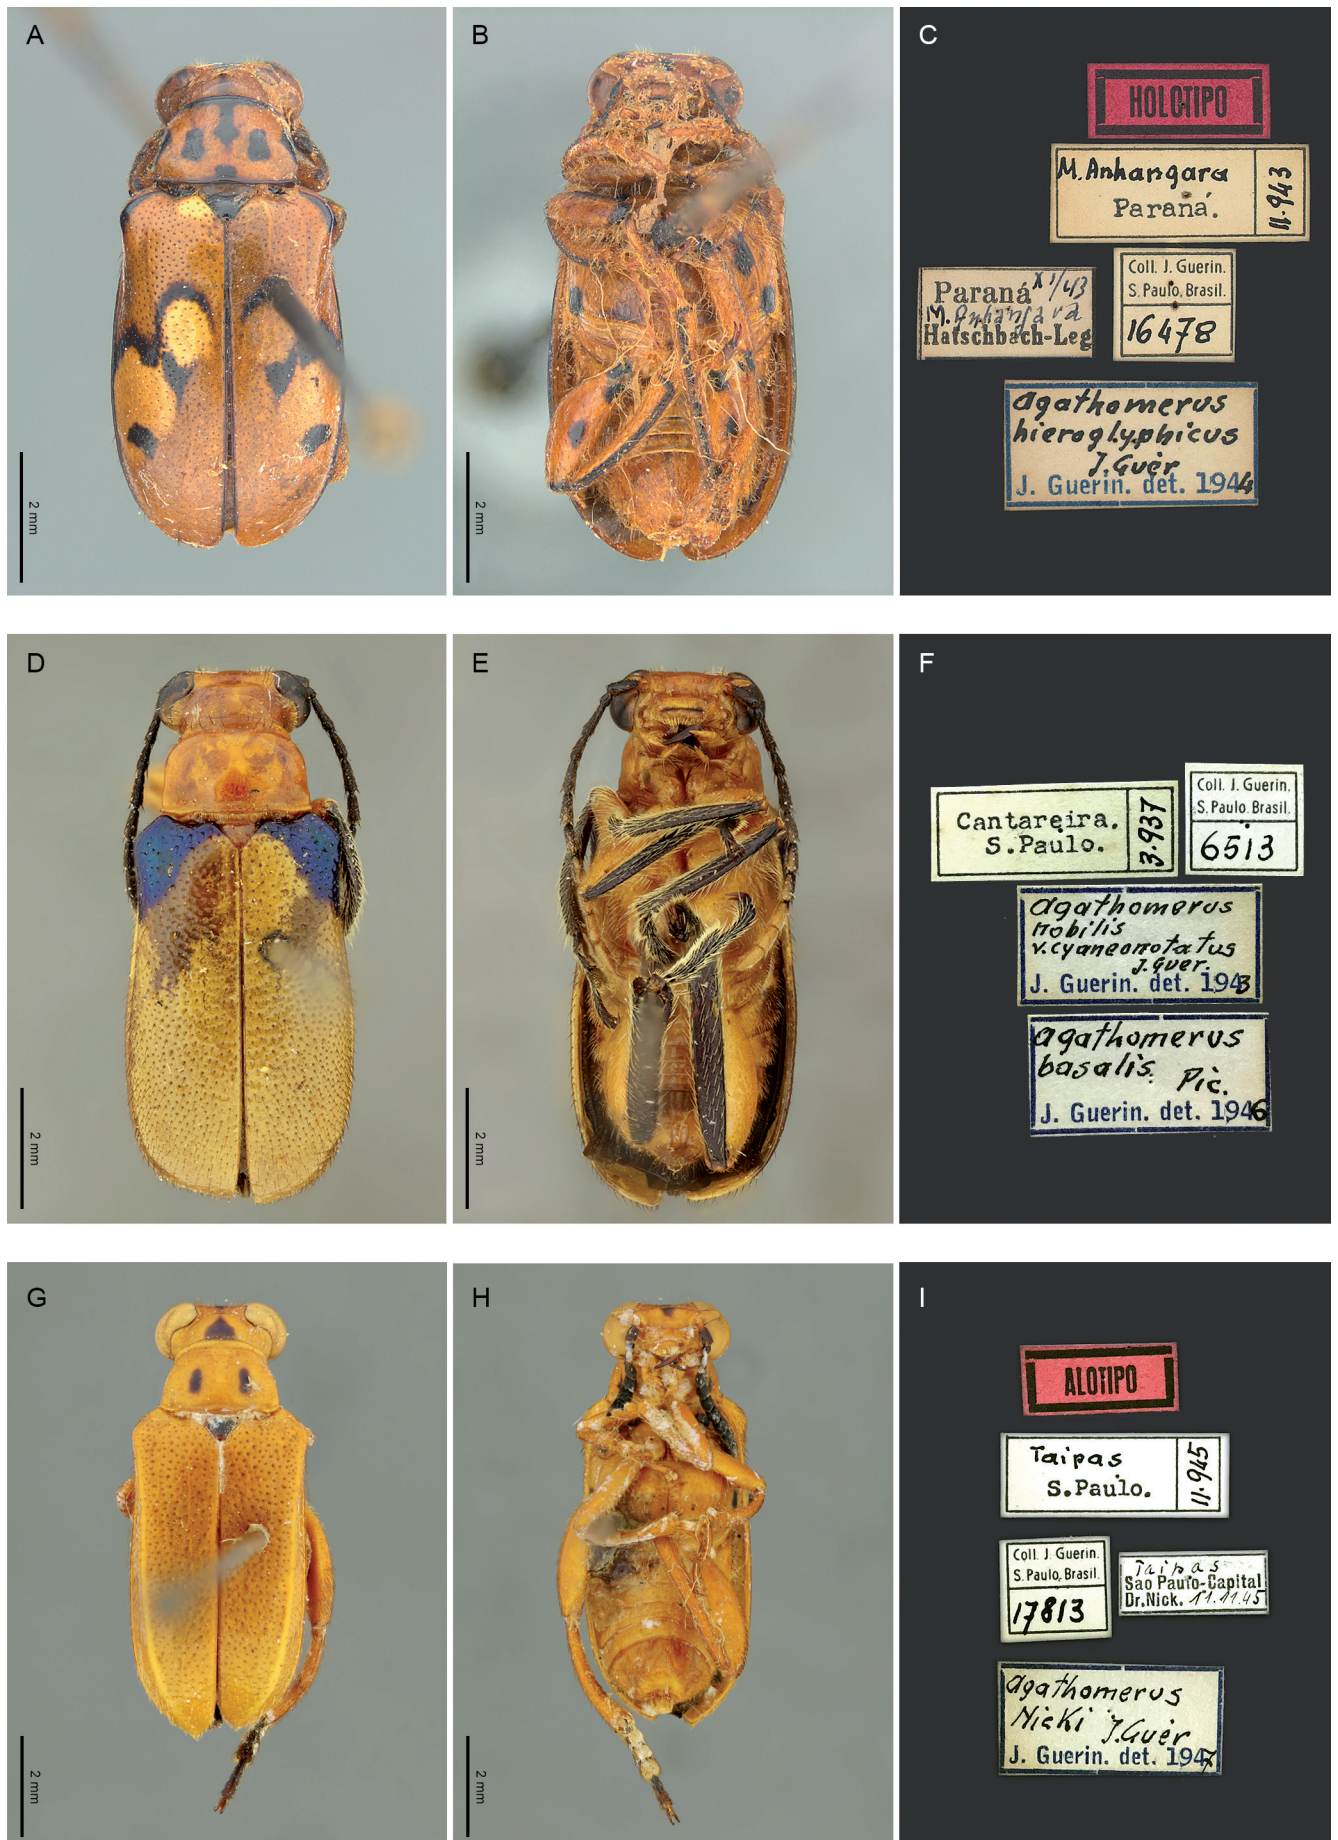 A
2 mm
B
2 mm
C
HOLOTIPO
M. Anhangara
Paraná.
11.943
Paraná XI/43
M. Anhangava
Hatschbach-Leg
Coll. J. Guerin.
S. Paulo, Brasil.
16478
Agathomerus
hieroglyphicus
J. Guér
J. Guerin. det. 1944
D
2 mm
E
2 mm
F
Cantareira.
S.Paulo.
3.937
Coll. J. Guerin.
S. Paulo, Brasil.
6513
Agathomerus
nobilis
v. cyaneonotatus
J. Guer.
J. Guerin. det. 1943
Agathomerus
basalis. Pic.
J. Guerin. det. 1946
G
2 mm
H
2 mm
I
ALOTIPO
Taipas
S.Paulo.
11.945
Coll. J. Guerin.
S. Paulo, Brasil.
17813
Taipas
Sao Paulo-Capital
Dr.Nick. 11.11.45
Agathomerus
Nicki J. Guér
J. Guerin. det. 1947